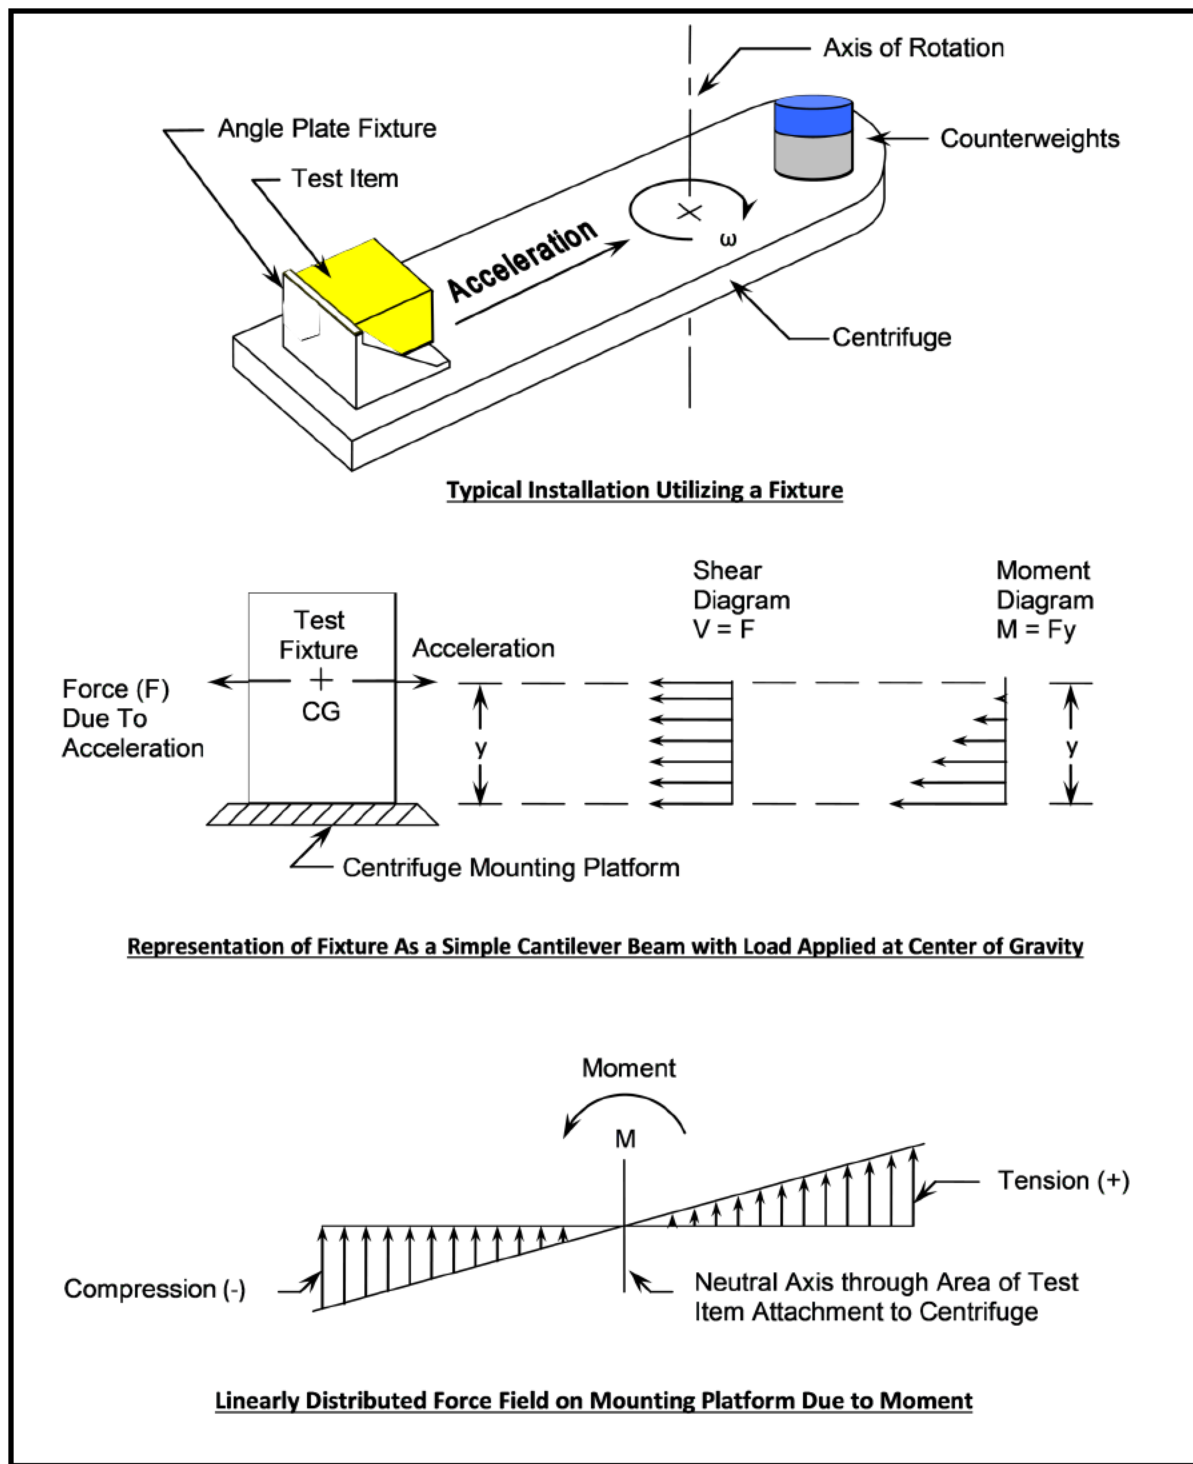 Axis of Rotation
Angle Plate Fixture
Counterweights
Test Item
Acceleration
ω
Centrifuge
Typical Installation Utilizing a Fixture
Shear
Diagram
V = F
Moment
Diagram
M = Fy
Test
Fixture
Acceleration
Force (F)
Due To
Acceleration
CG
y
y
Centrifuge Mounting Platform
Representation of Fixture As a Simple Cantilever Beam with Load Applied at Center of Gravity
Moment
M
Tension (+)
Compression (-)
Neutral Axis through Area of Test
Item Attachment to Centrifuge
Linearly Distributed Force Field on Mounting Platform Due to Moment